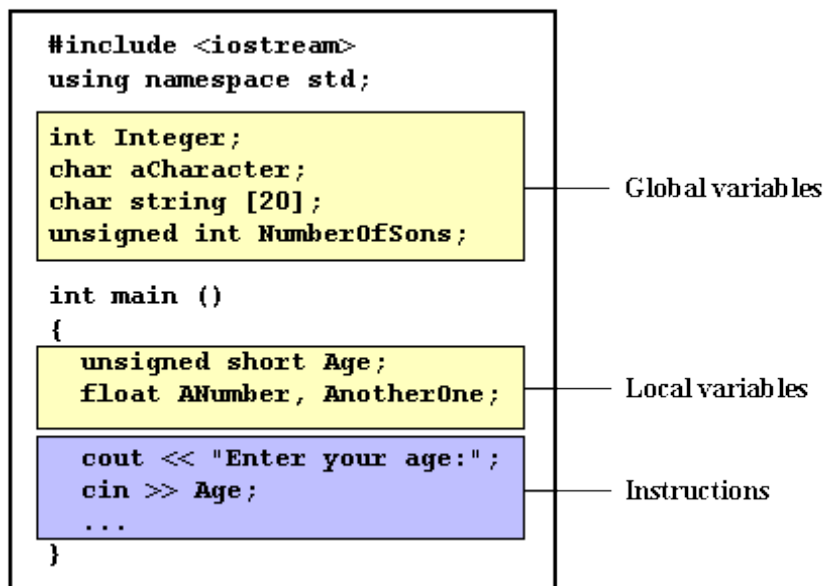 #include <iostream>
using namespace std;
int Integer;
char aCharacter;
char string [20];
unsigned int NumberOfSons;
Global variables
int main ()
{
unsigned short Age;
float ANumber, AnotherOne;
Local variables
cout << "Enter your age:";
cin >> Age;
...
Instructions
}